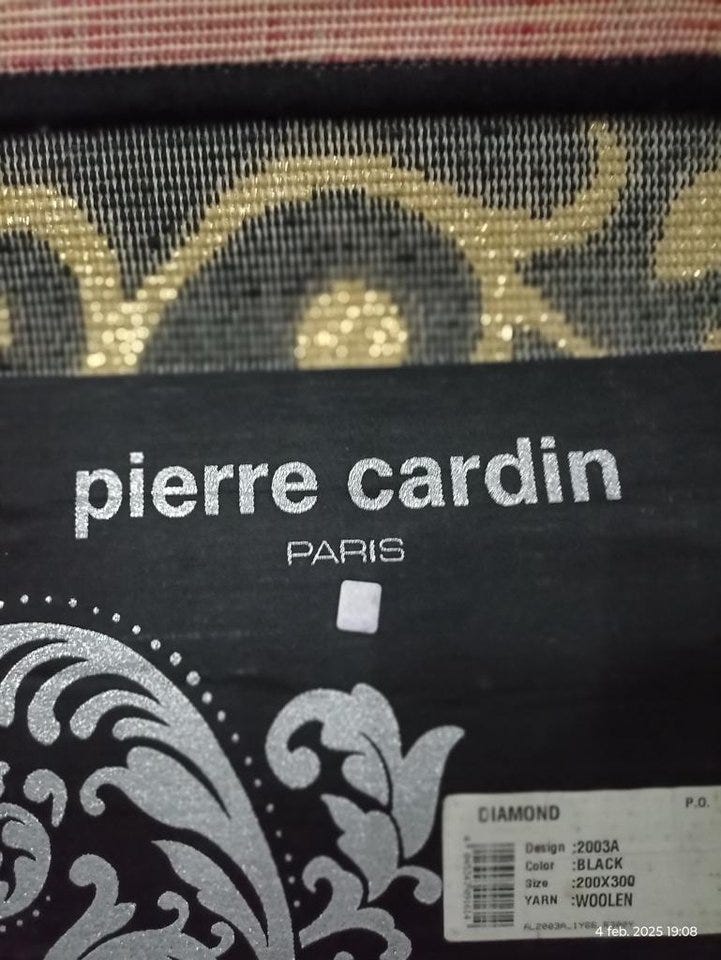 pierre cardin
PARIS
DIAMOND P.O.
Design :2003A
Color :BLACK
Size :200X300
YARN :WOOLEN
4 feb. 2025 19:08